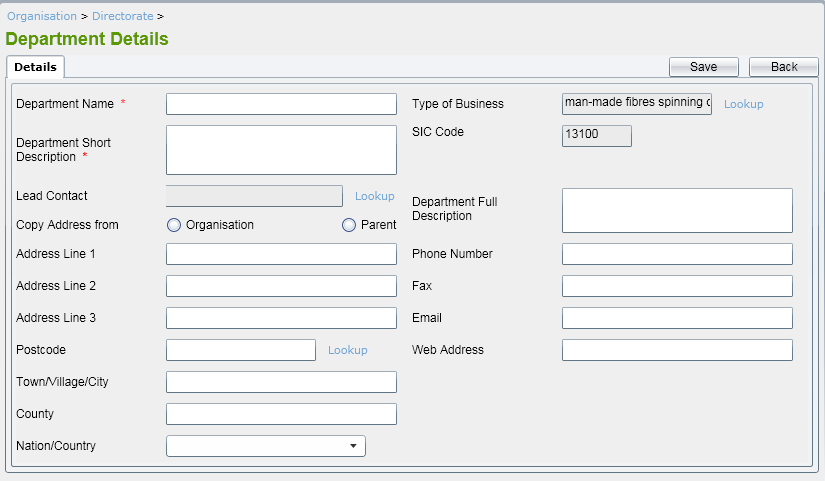 Organisation > Directorate >
Department Details
Details
Save
Back
Department Name *
Type of Business
man-made fibres spinning
Lookup
SIC Code
13100
Department Short
Description *
Lead Contact
Lookup
Department Full
Description
Copy Address from
Organisation
Parent
Address Line 1
Phone Number
Address Line 2
Fax
Address Line 3
Email
Postcode
Lookup
Web Address
Town/Village/City
County
Nation/Country